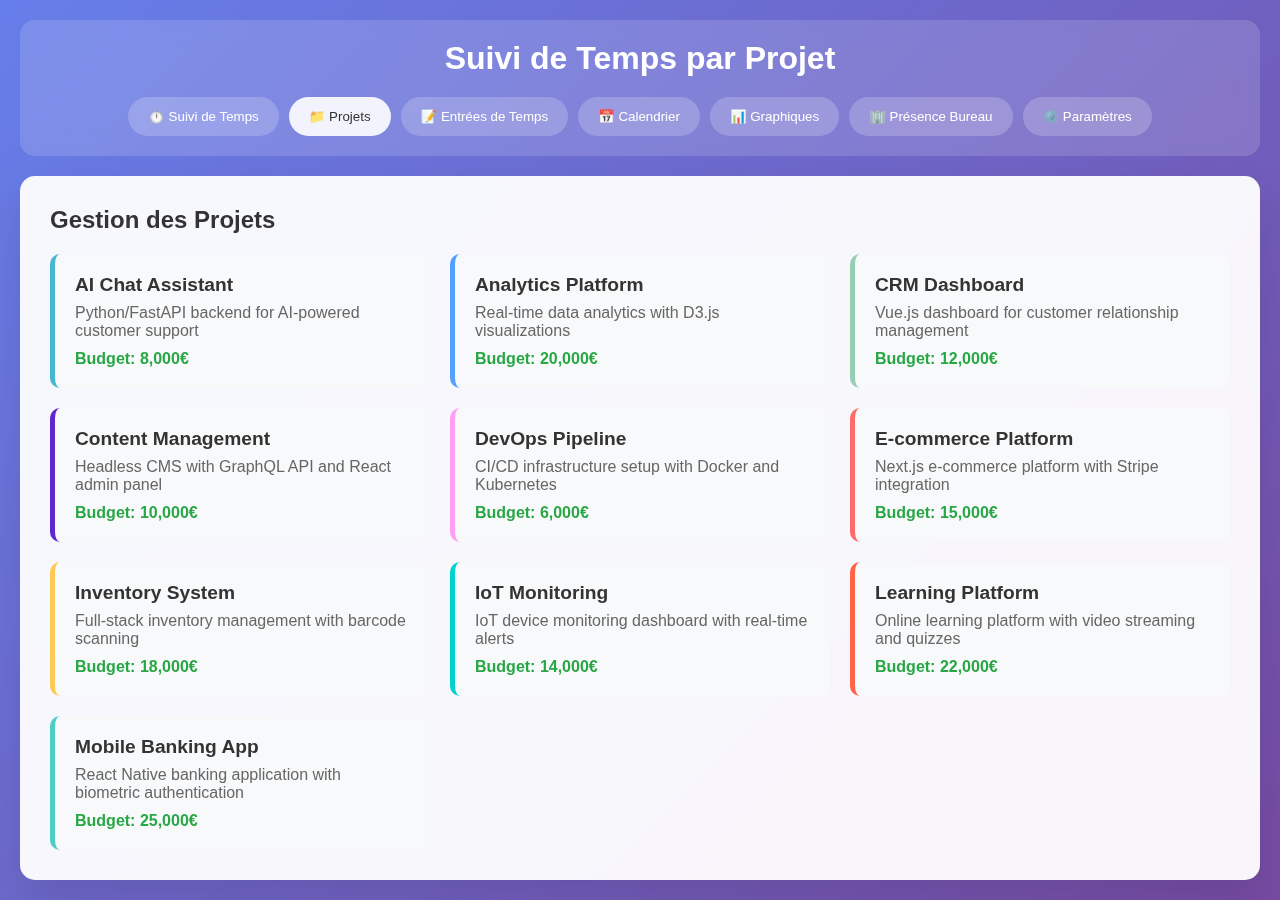 Suivi de Temps par Projet
⏱️ Suivi de Temps
📁 Projets
📝 Entrées de Temps
📅 Calendrier
📊 Graphiques
🏢 Présence Bureau
⚙️ Paramètres
Gestion des Projets
AI Chat Assistant
Python/FastAPI backend for AI-powered
customer support
Budget: 8,000€
Analytics Platform
Real-time data analytics with D3.js
visualizations
Budget: 20,000€
CRM Dashboard
Vue.js dashboard for customer relationship
management
Budget: 12,000€
Content Management
Headless CMS with GraphQL API and React
admin panel
Budget: 10,000€
DevOps Pipeline
CI/CD infrastructure setup with Docker and
Kubernetes
Budget: 6,000€
E-commerce Platform
Next.js e-commerce platform with Stripe
integration
Budget: 15,000€
Inventory System
Full-stack inventory management with barcode
scanning
Budget: 18,000€
IoT Monitoring
IoT device monitoring dashboard with real-time
alerts
Budget: 14,000€
Learning Platform
Online learning platform with video streaming
and quizzes
Budget: 22,000€
Mobile Banking App
React Native banking application with
biometric authentication
Budget: 25,000€